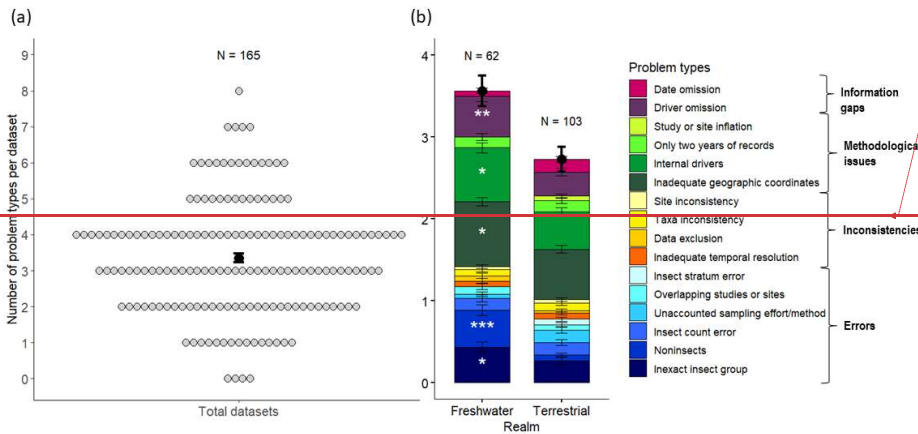 (a)
N = 165
9
8
7
6
5
4
3
2
1
0
Number of problem types per dataset
Total datasets
(b)
N = 62
N = 103
4
3
2
1
0
**
*
*
***
*
Freshwater
Terrestrial
Realm
Problem types
Date omission
Driver omission
Study or site inflation
Only two years of records
Internal drivers
Inadequate geographic coordinates
Site inconsistency
Taxa inconsistency
Data exclusion
Inadequate temporal resolution
Insect stratum error
Overlapping studies or sites
Unaccounted sampling effort/method
Insect count error
Noninsects
Inexact insect group
Information
gaps
Methodological
issues
Inconsistencies
Errors